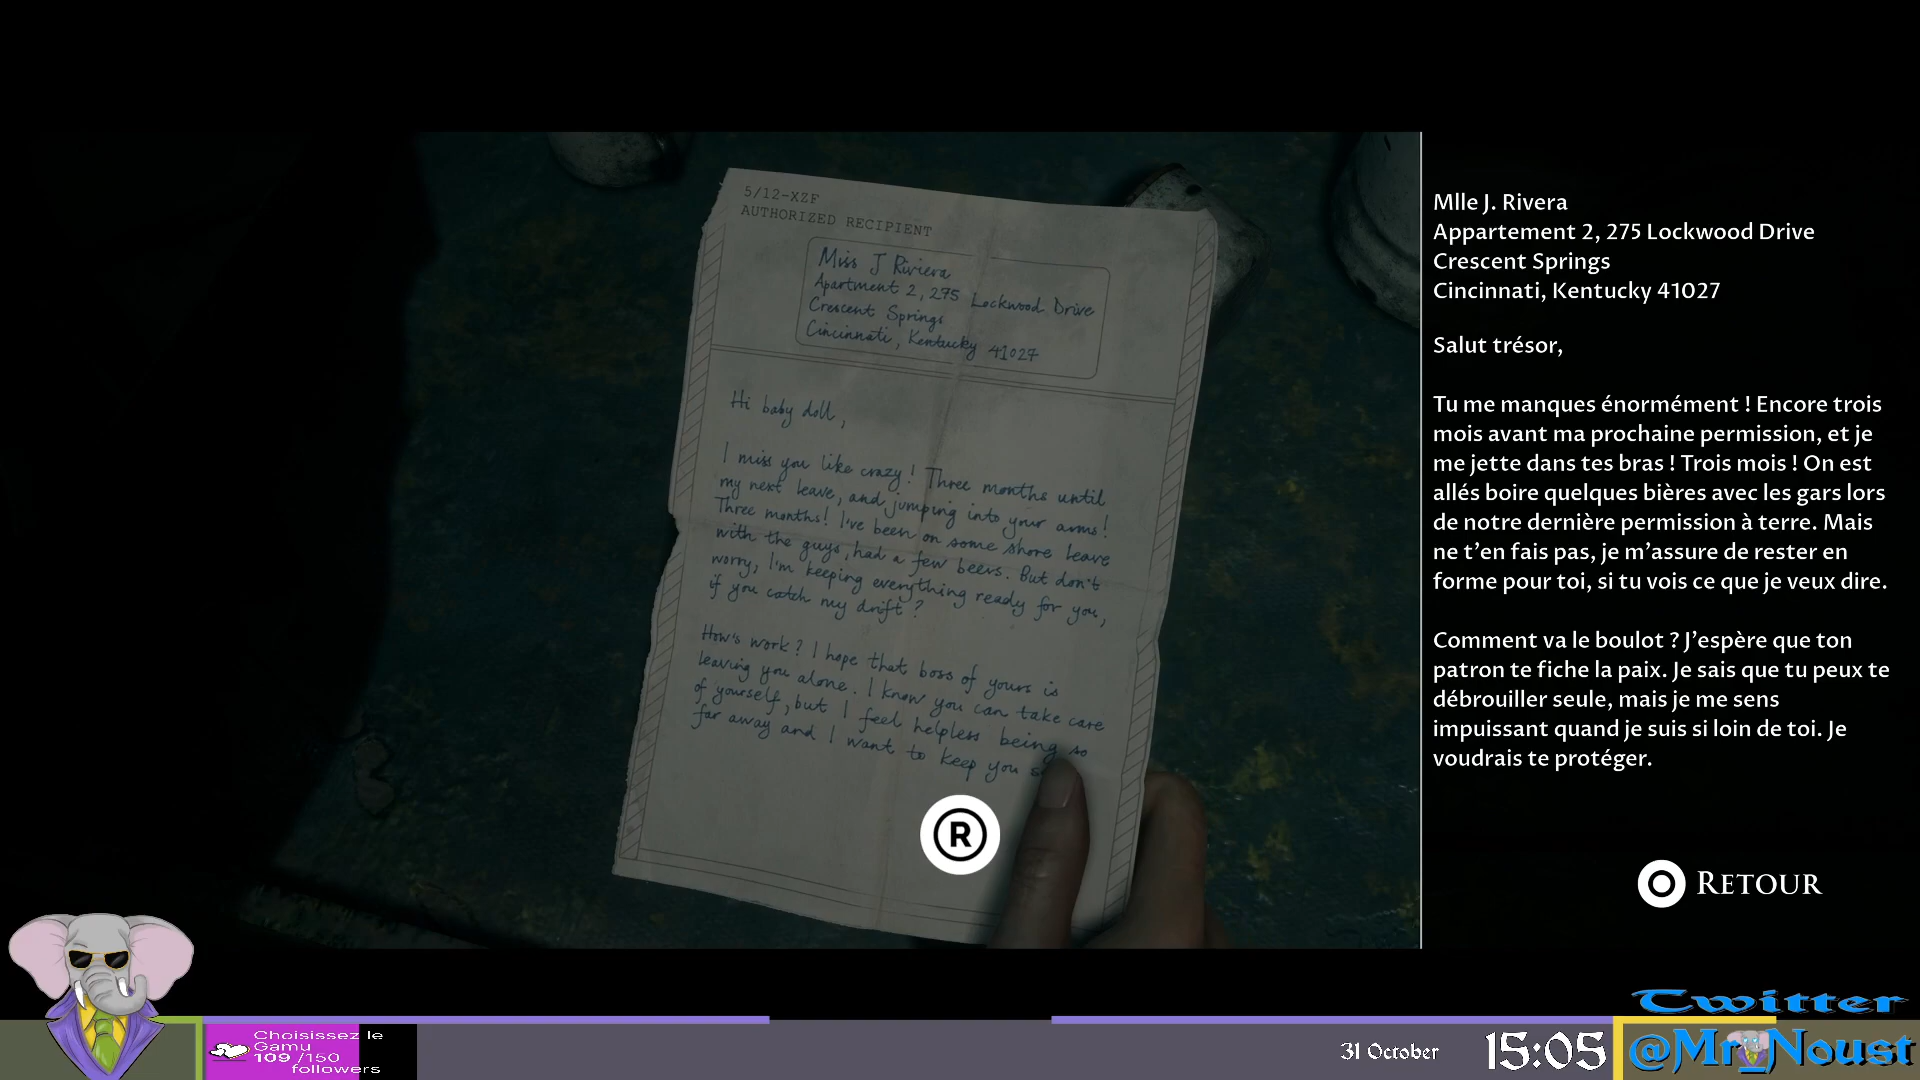 5/12-XZF
AUTHORIZED RECIPIENT
Miss J Riviera
Apartment 2, 275 Lockwood Drive
Crescent Springs
Cincinnati, Kentucky 41027
Hi baby doll,
I miss you like crazy! Three months until
my next leave, and jumping into your arms!
Three months! I've been on some shore leave
with the guys, had a few beers. But don't
worry, I'm keeping everything ready for you,
if you catch my drift?
How's work? I hope that boss of yours is
leaving you alone. I know you can take care
of yourself, but I feel helpless being so
far away and I want to keep you
R
Mlle J. Rivera
Appartement 2, 275 Lockwood Drive
Crescent Springs
Cincinnati, Kentucky 41027
Salut trésor,
Tu me manques énormément ! Encore trois
mois avant ma prochaine permission, et je
me jette dans tes bras ! Trois mois ! On est
allés boire quelques bières avec les gars lors
de notre dernière permission à terre. Mais
ne t'en fais pas, je m'assure de rester en
forme pour toi, si tu vois ce que je veux dire.
Comment va le boulot ? J'espère que ton
patron te fiche la paix. Je sais que tu peux te
débrouiller seule, mais je me sens
impuissant quand je suis si loin de toi. Je
voudrais te protéger.
RETOUR
Choisissez le
Gamu
109 /150
followers
31 October
15:05
Twitter
@Mr_Noust